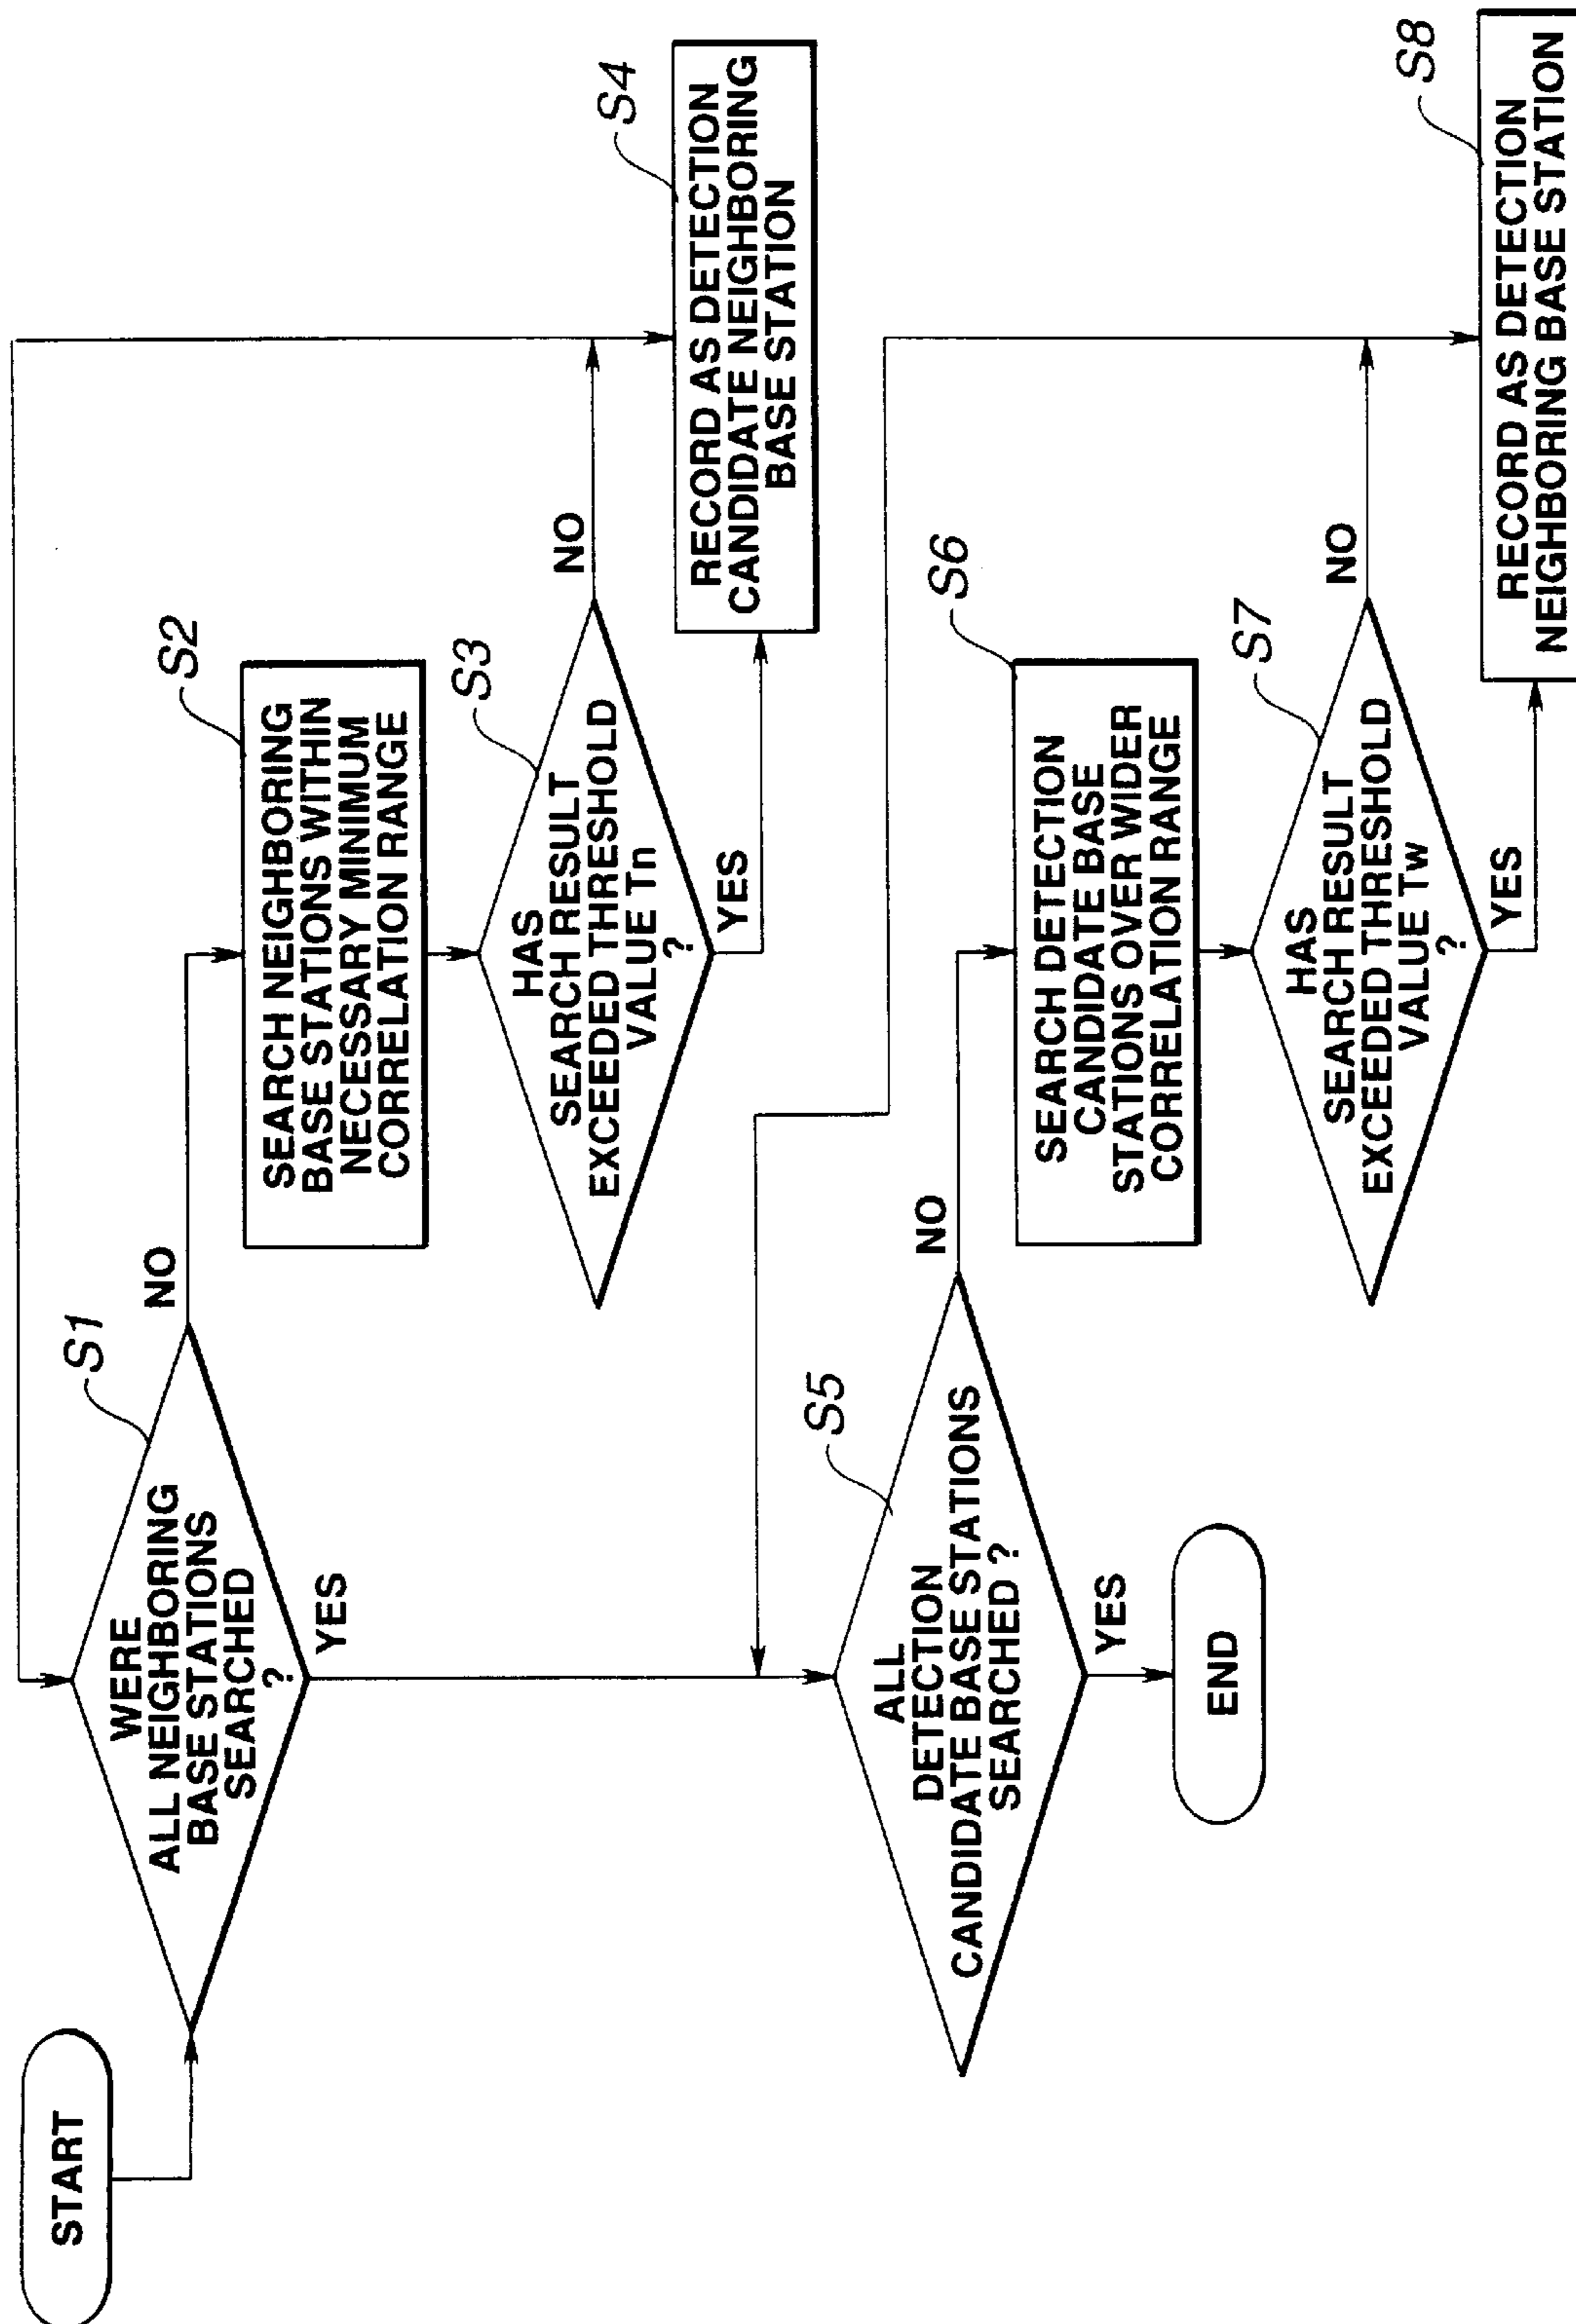 START
S1
WERE
ALL NEIGHBORING
BASE STATIONS
SEARCHED
?
NO
YES
S2
SEARCH NEIGHBORING
BASE STATIONS WITHIN
NECESSARY MINIMUM
CORRELATION RANGE
S3
HAS
SEARCH RESULT
EXCEEDED THRESHOLD
VALUE Tn
?
NO
YES
S4
RECORD AS DETECTION
CANDIDATE NEIGHBORING
BASE STATION
S5
ALL
DETECTION
CANDIDATE BASE STATIONS
SEARCHED ?
NO
YES
END
S6
SEARCH DETECTION
CANDIDATE BASE
STATIONS OVER WIDER
CORRELATION RANGE
S7
HAS
SEARCH RESULT
EXCEEDED THRESHOLD
VALUE Tw
?
NO
YES
S8
RECORD AS DETECTION
NEIGHBORING BASE STATION